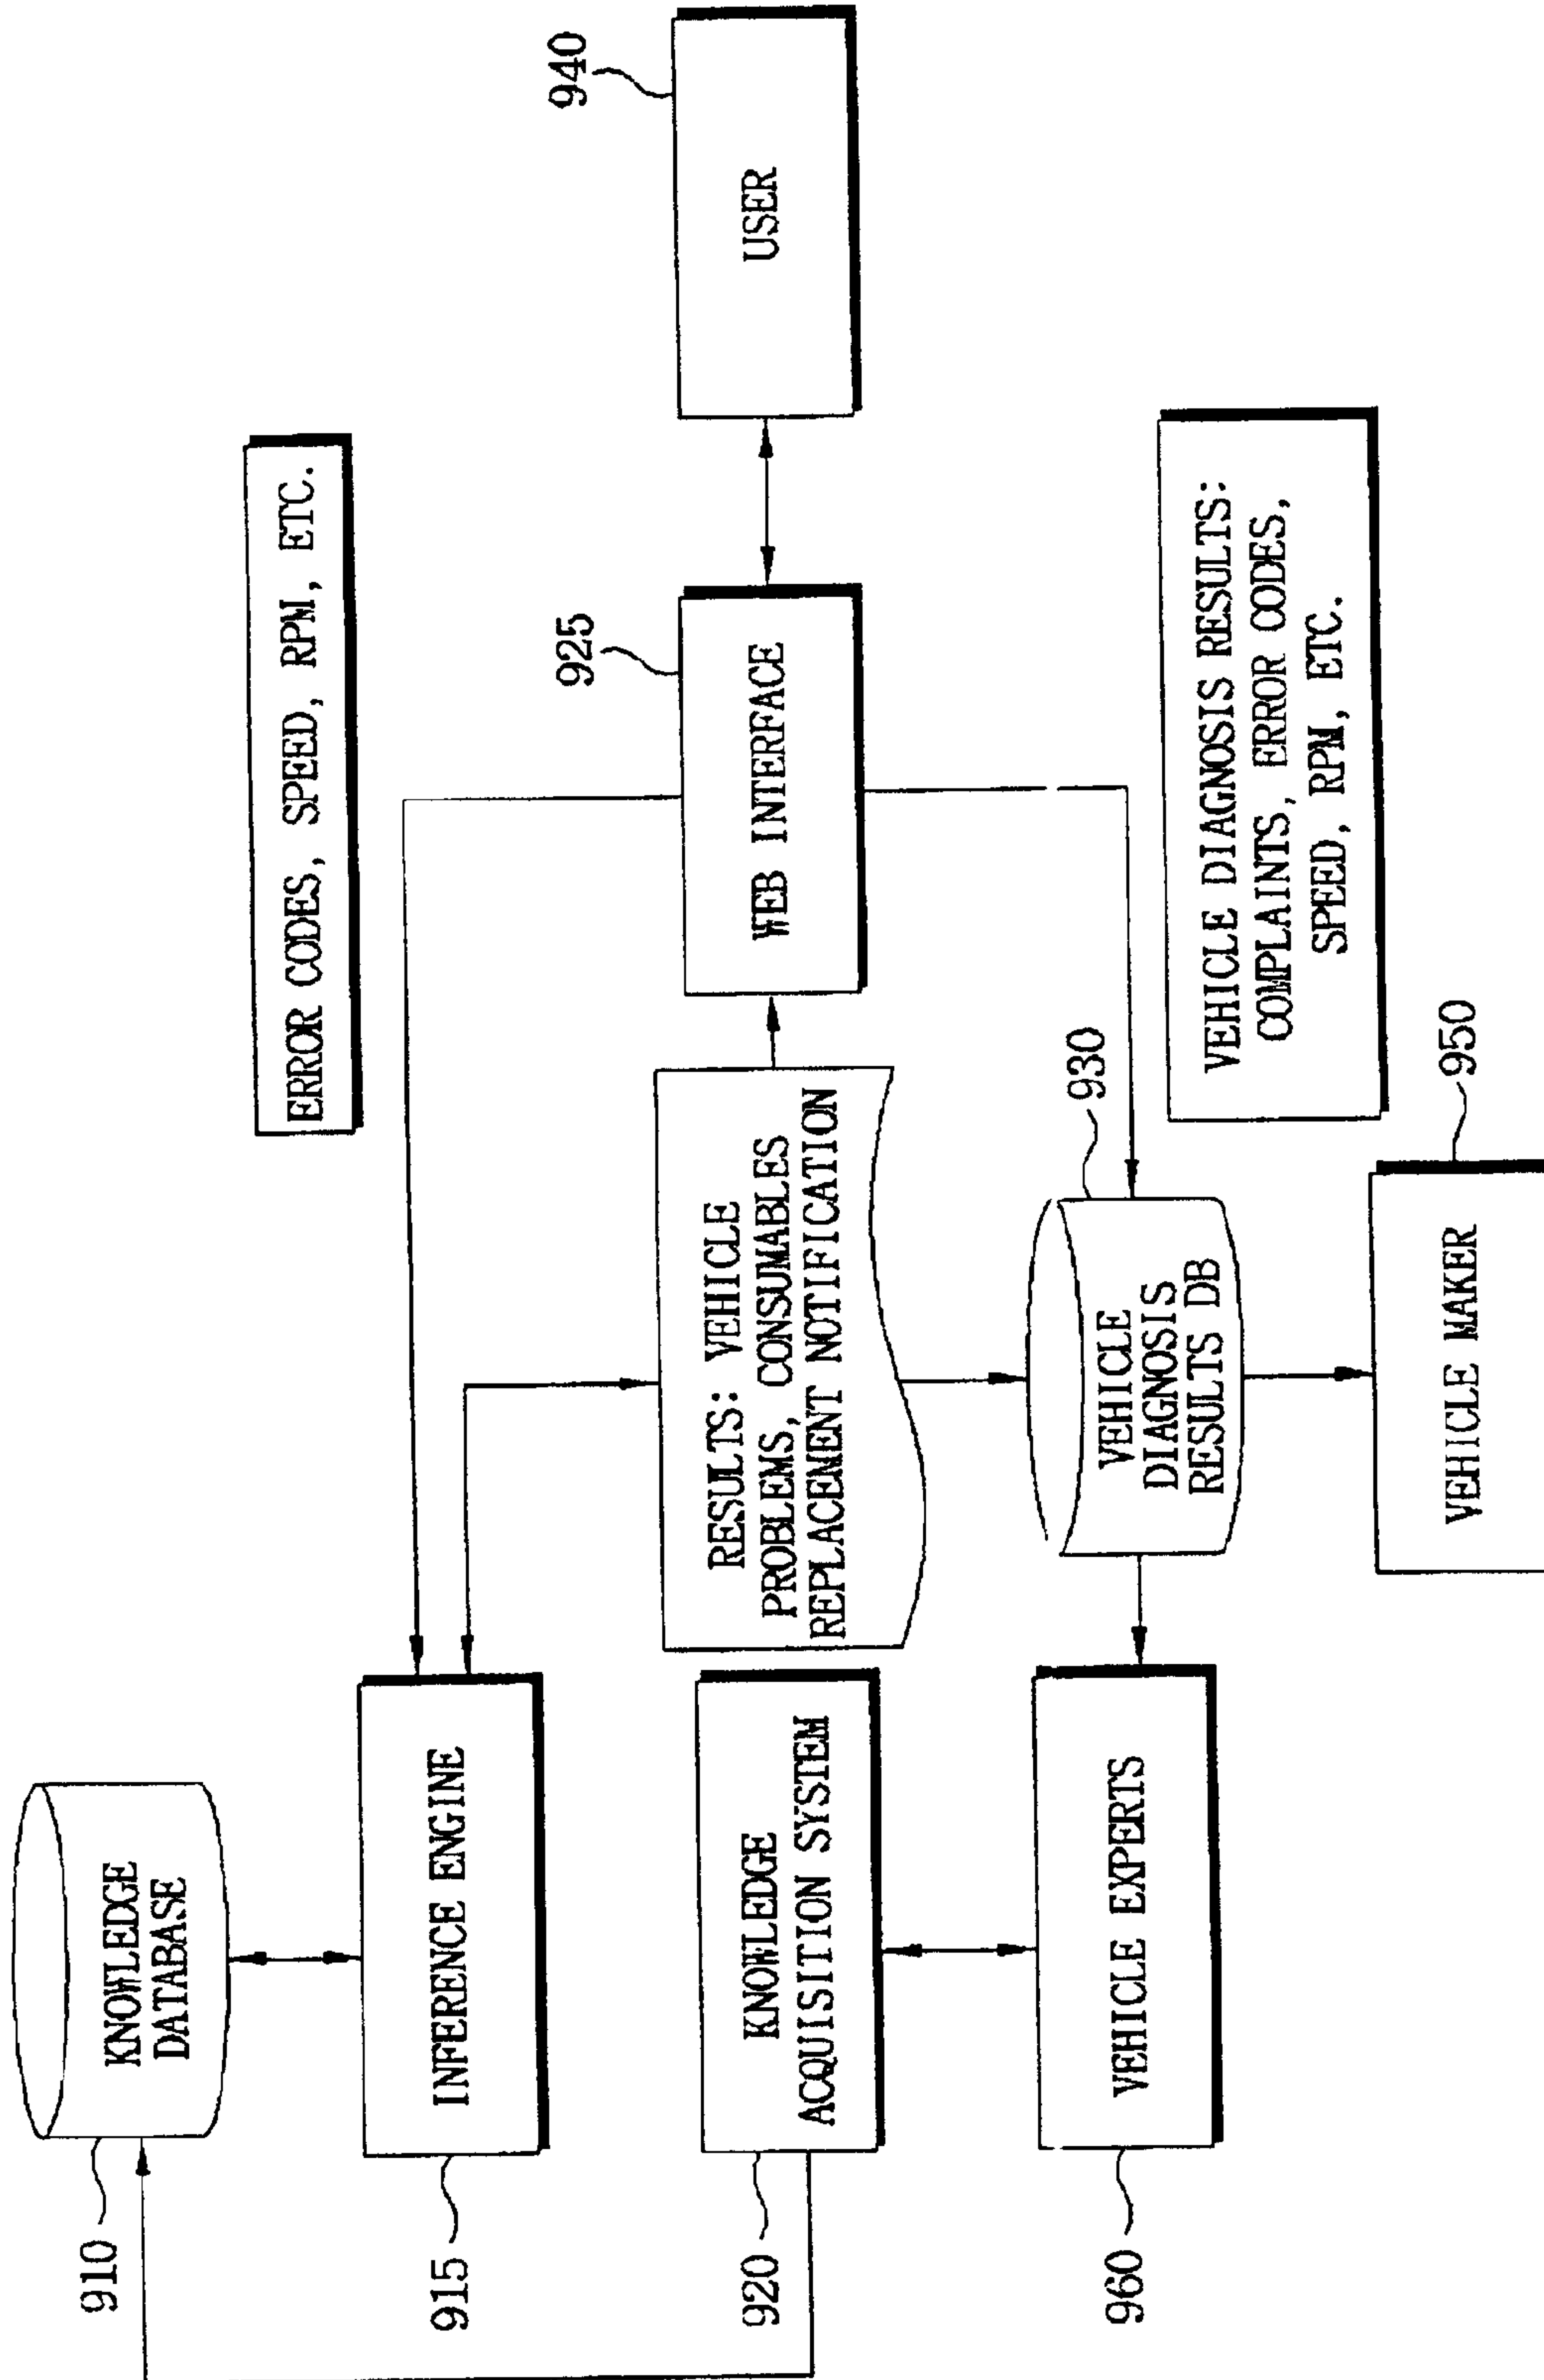 910
KNOWLEDGE
DATABASE
ERROR CODES, SPEED, RPM, ETC.
915
INFERENCE ENGINE
920
KNOWLEDGE
ACQUISITION SYSTEM
RESULTS: VEHICLE
PROBLEMS, CONSUMABLES
REPLACEMENT NOTIFICATION
925
WEB INTERFACE
940
USER
960
VEHICLE EXPERTS
930
VEHICLE
DIAGNOSIS
RESULTS DB
VEHICLE DIAGNOSIS RESULTS:
COMPLAINTS, ERROR CODES,
SPEED, RPM, ETC.
950
VEHICLE MAKER